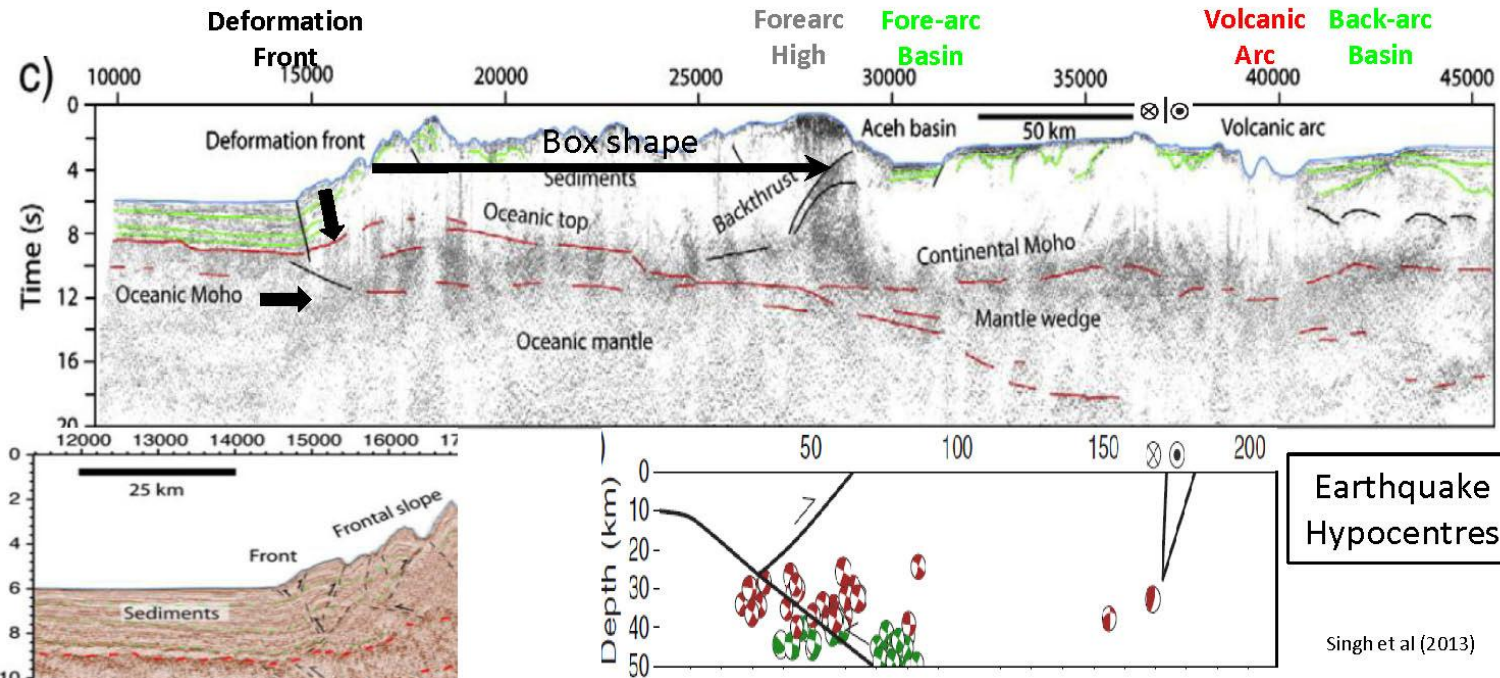 Deformation
Front
Forearc
High
Fore-arc
Basin
Volcanic
Arc
Back-arc
Basin
c)
10000 15000 20000 25000 30000 35000 40000 45000
0
4
8
12
16
20
Time (s)
Deformation front
Box shape
Sediments
Aceh basin
50 km
Volcanic arc
Backthrust
Oceanic top
Continental Moho
Oceanic Moho
Mantle wedge
Oceanic mantle
12000 13000 14000 15000 16000 17
0
2
4
6
8
10
25 km
Frontal slope
Front
Sediments
) 50 100 150 200
Depth (km)
0
10
20
30
40
50
Earthquake
Hypocentres
Singh et al (2013)